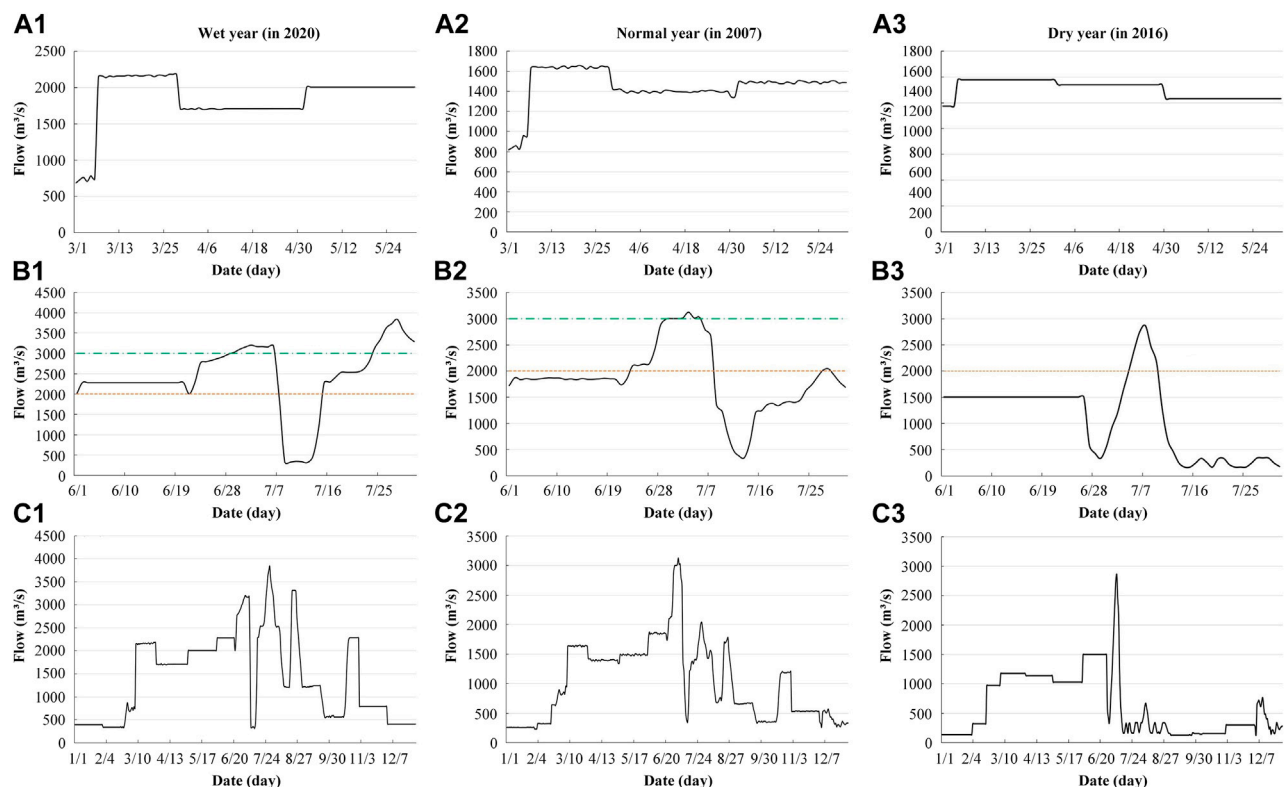 A1
Wet year (in 2020)
Flow (m³/s)
2500
2000
1500
1000
500
0
3/1 3/13 3/25 4/6 4/18 4/30 5/12 5/24
Date (day)
A2
Normal year (in 2007)
Flow (m³/s)
1800
1600
1400
1200
1000
800
600
400
200
0
3/1 3/13 3/25 4/6 4/18 4/30 5/12 5/24
Date (day)
A3
Dry year (in 2016)
Flow (m³/s)
1800
1600
1400
1200
1000
800
600
400
200
0
3/1 3/13 3/25 4/6 4/18 4/30 5/12 5/24
Date (day)
B1
Flow (m³/s)
4500
4000
3500
3000
2500
2000
1500
1000
500
0
6/1 6/10 6/19 6/28 7/7 7/16 7/25
Date (day)
B2
Flow (m³/s)
3500
3000
2500
2000
1500
1000
500
0
6/1 6/10 6/19 6/28 7/7 7/16 7/25
Date (day)
B3
Flow (m³/s)
3500
3000
2500
2000
1500
1000
500
0
6/1 6/10 6/19 6/28 7/7 7/16 7/25
Date (day)
C1
Flow (m³/s)
4500
4000
3500
3000
2500
2000
1500
1000
500
0
1/1 2/4 3/10 4/13 5/17 6/20 7/24 8/27 9/30 11/3 12/7
Date (day)
C2
Flow (m³/s)
3500
3000
2500
2000
1500
1000
500
0
1/1 2/4 3/10 4/13 5/17 6/20 7/24 8/27 9/30 11/3 12/7
Date (day)
C3
Flow (m³/s)
3500
3000
2500
2000
1500
1000
500
0
1/1 2/4 3/10 4/13 5/17 6/20 7/24 8/27 9/30 11/3 12/7
Date (day)